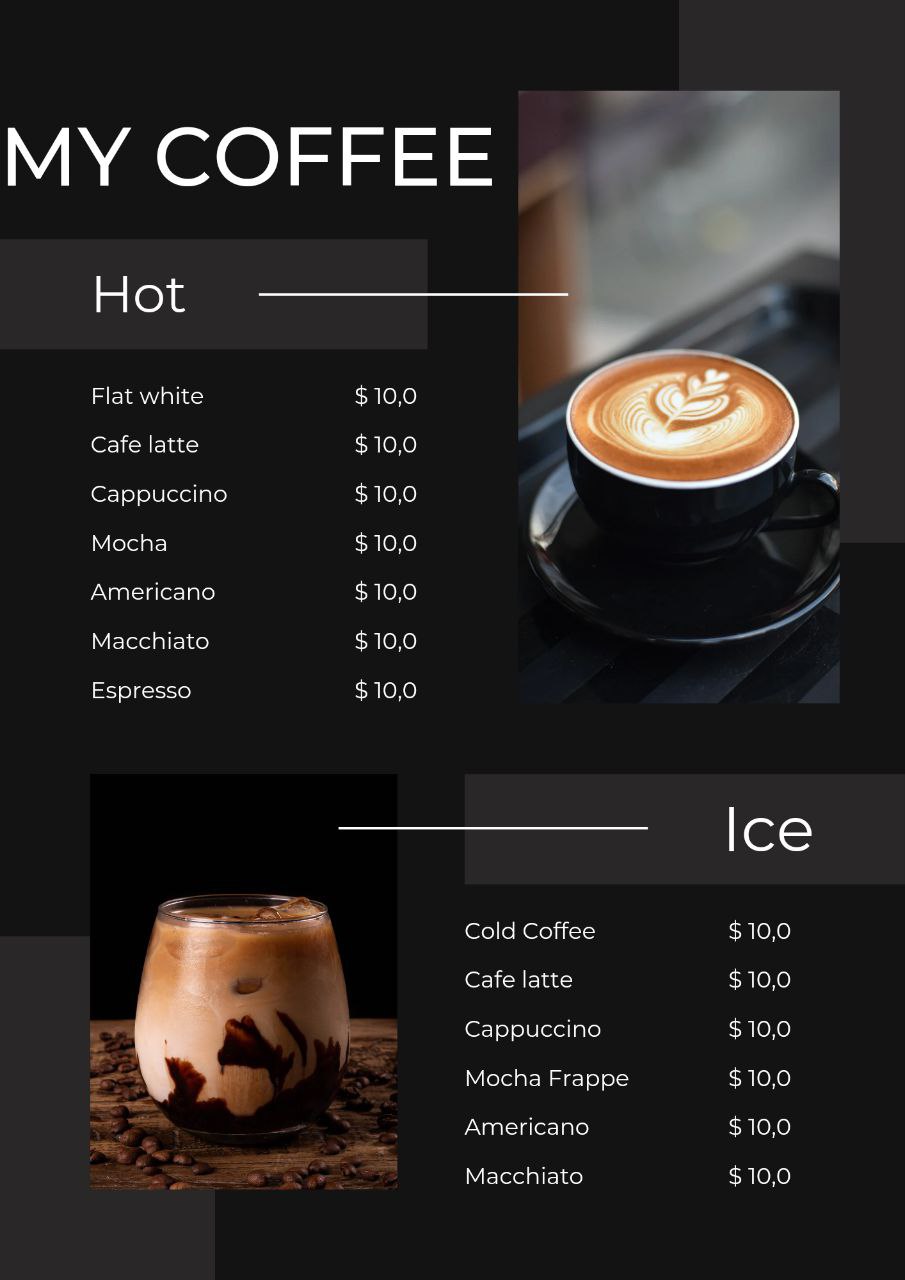 MY COFFEE
Hot
Flat white $ 10,0
Cafe latte $ 10,0
Cappuccino $ 10,0
Mocha $ 10,0
Americano $ 10,0
Macchiato $ 10,0
Espresso $ 10,0
Ice
Cold Coffee $ 10,0
Cafe latte $ 10,0
Cappuccino $ 10,0
Mocha Frappe $ 10,0
Americano $ 10,0
Macchiato $ 10,0